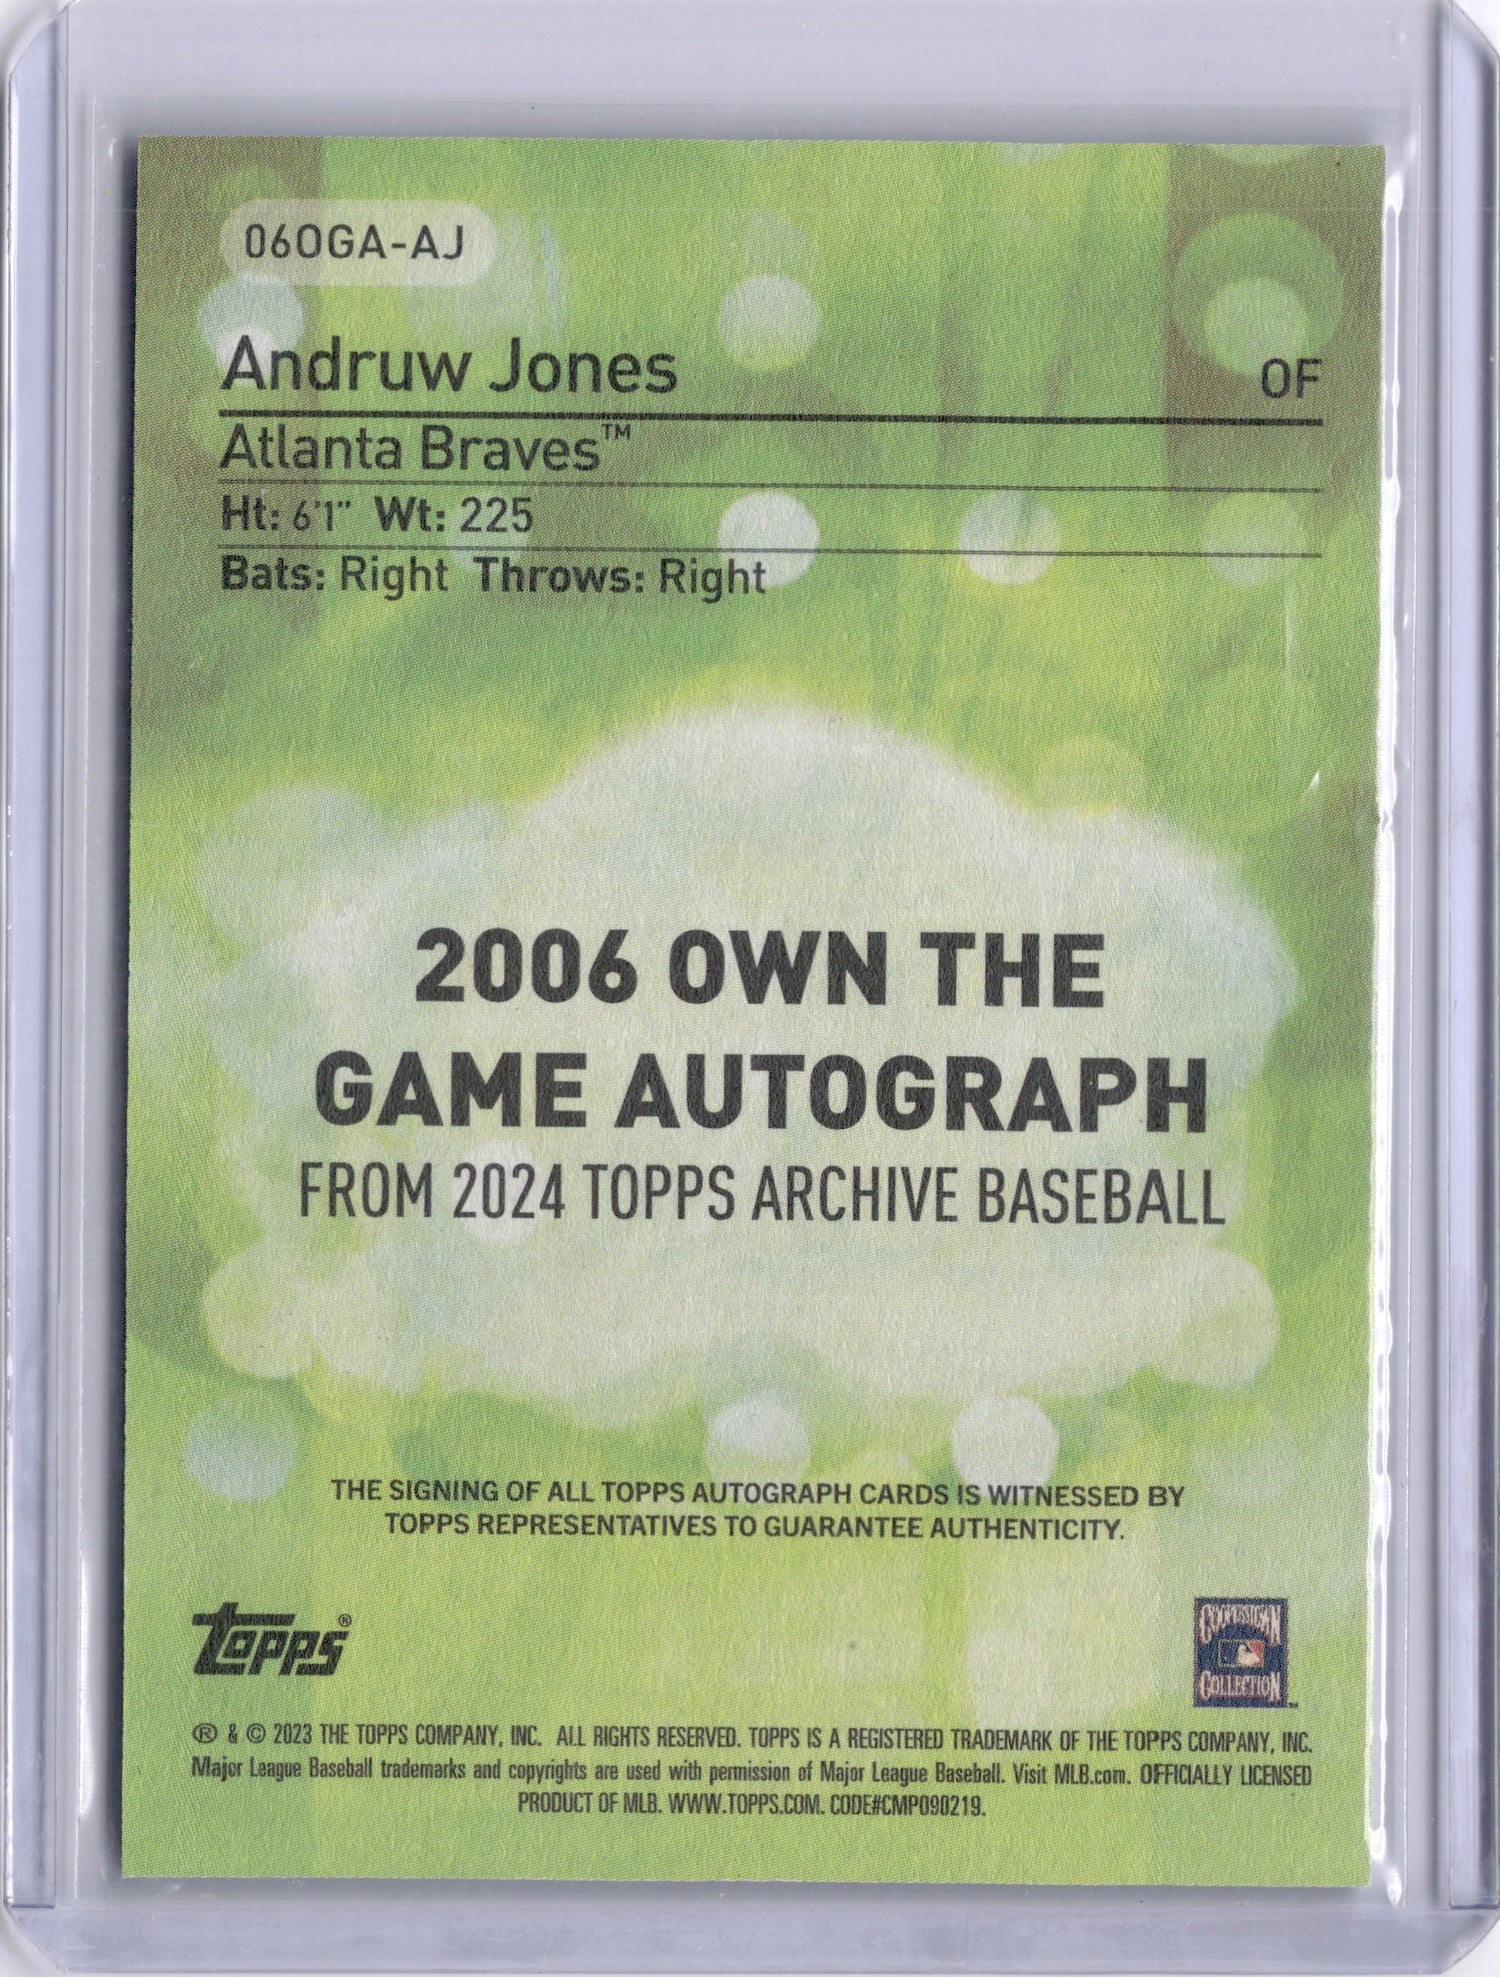 06OGA-AJ
Andruw Jones OF
Atlanta Braves™
Ht: 6'1" Wt: 225
Bats: Right Throws: Right
2006 OWN THE
GAME AUTOGRAPH
FROM 2024 TOPPS ARCHIVE BASEBALL
THE SIGNING OF ALL TOPPS AUTOGRAPH CARDS IS WITNESSED BY
TOPPS REPRESENTATIVES TO GUARANTEE AUTHENTICITY.
Topps®
COOPERSTOWN
COLLECTION™
® & © 2023 THE TOPPS COMPANY, INC. ALL RIGHTS RESERVED. TOPPS IS A REGISTERED TRADEMARK OF THE TOPPS COMPANY, INC.
Major League Baseball trademarks and copyrights are used with permission of Major League Baseball. Visit MLB.com. OFFICIALLY LICENSED
PRODUCT OF MLB. WWW.TOPPS.COM. CODE#CMP090219.